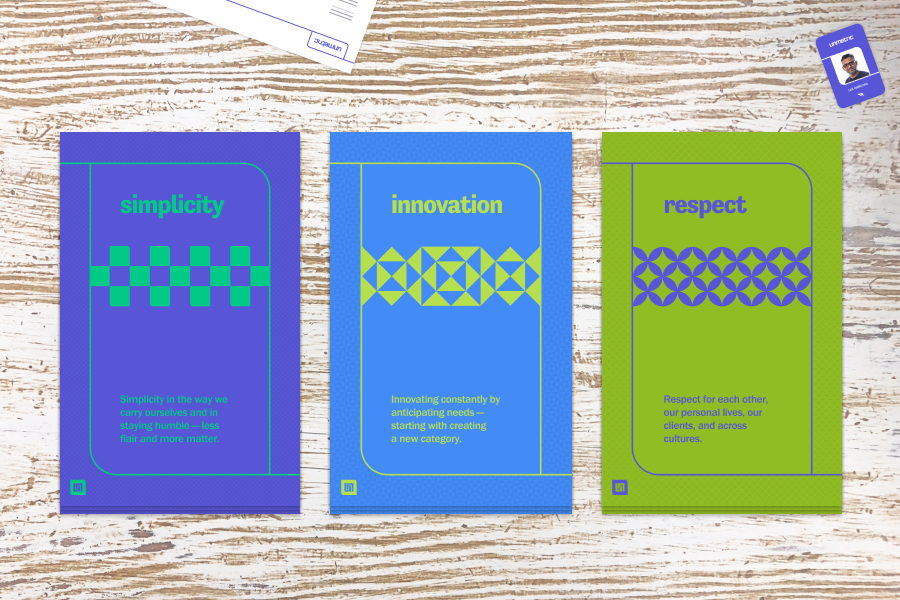 unmetric
unmetric
simplicity
Simplicity in the way we
carry ourselves and in
staying humble — less
flair and more matter.
innovation
Innovating constantly by
anticipating needs —
starting with creating
a new category.
respect
Respect for each other,
our personal lives, our
clients, and across
cultures.